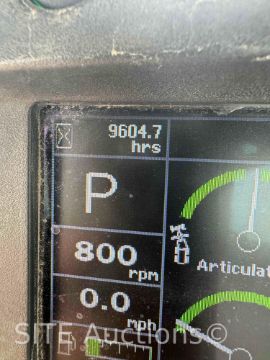 9604.7
hrs
P
800
rpm
Articulat
0.0
mph
SITE Auctions ©